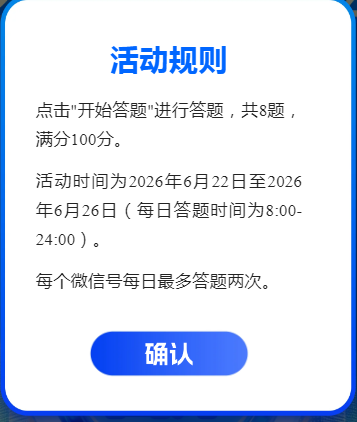 活动规则
点击"开始答题"进行答题，共8题，
满分100分。
活动时间为2026年6月22日至2026
年6月26日（每日答题时间为8:00-
24:00）。
每个微信号每日最多答题两次。
确认